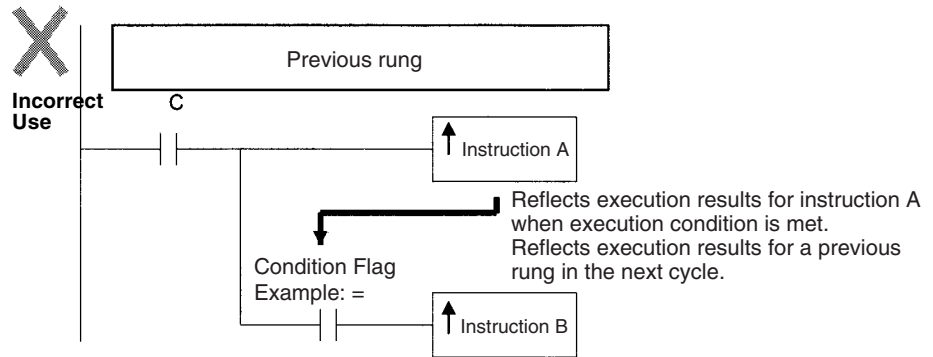 Previous rung
Incorrect
Use
C
Instruction A
Reflects execution results for instruction A
when execution condition is met.
Reflects execution results for a previous
rung in the next cycle.
Condition Flag
Example: =
Instruction B